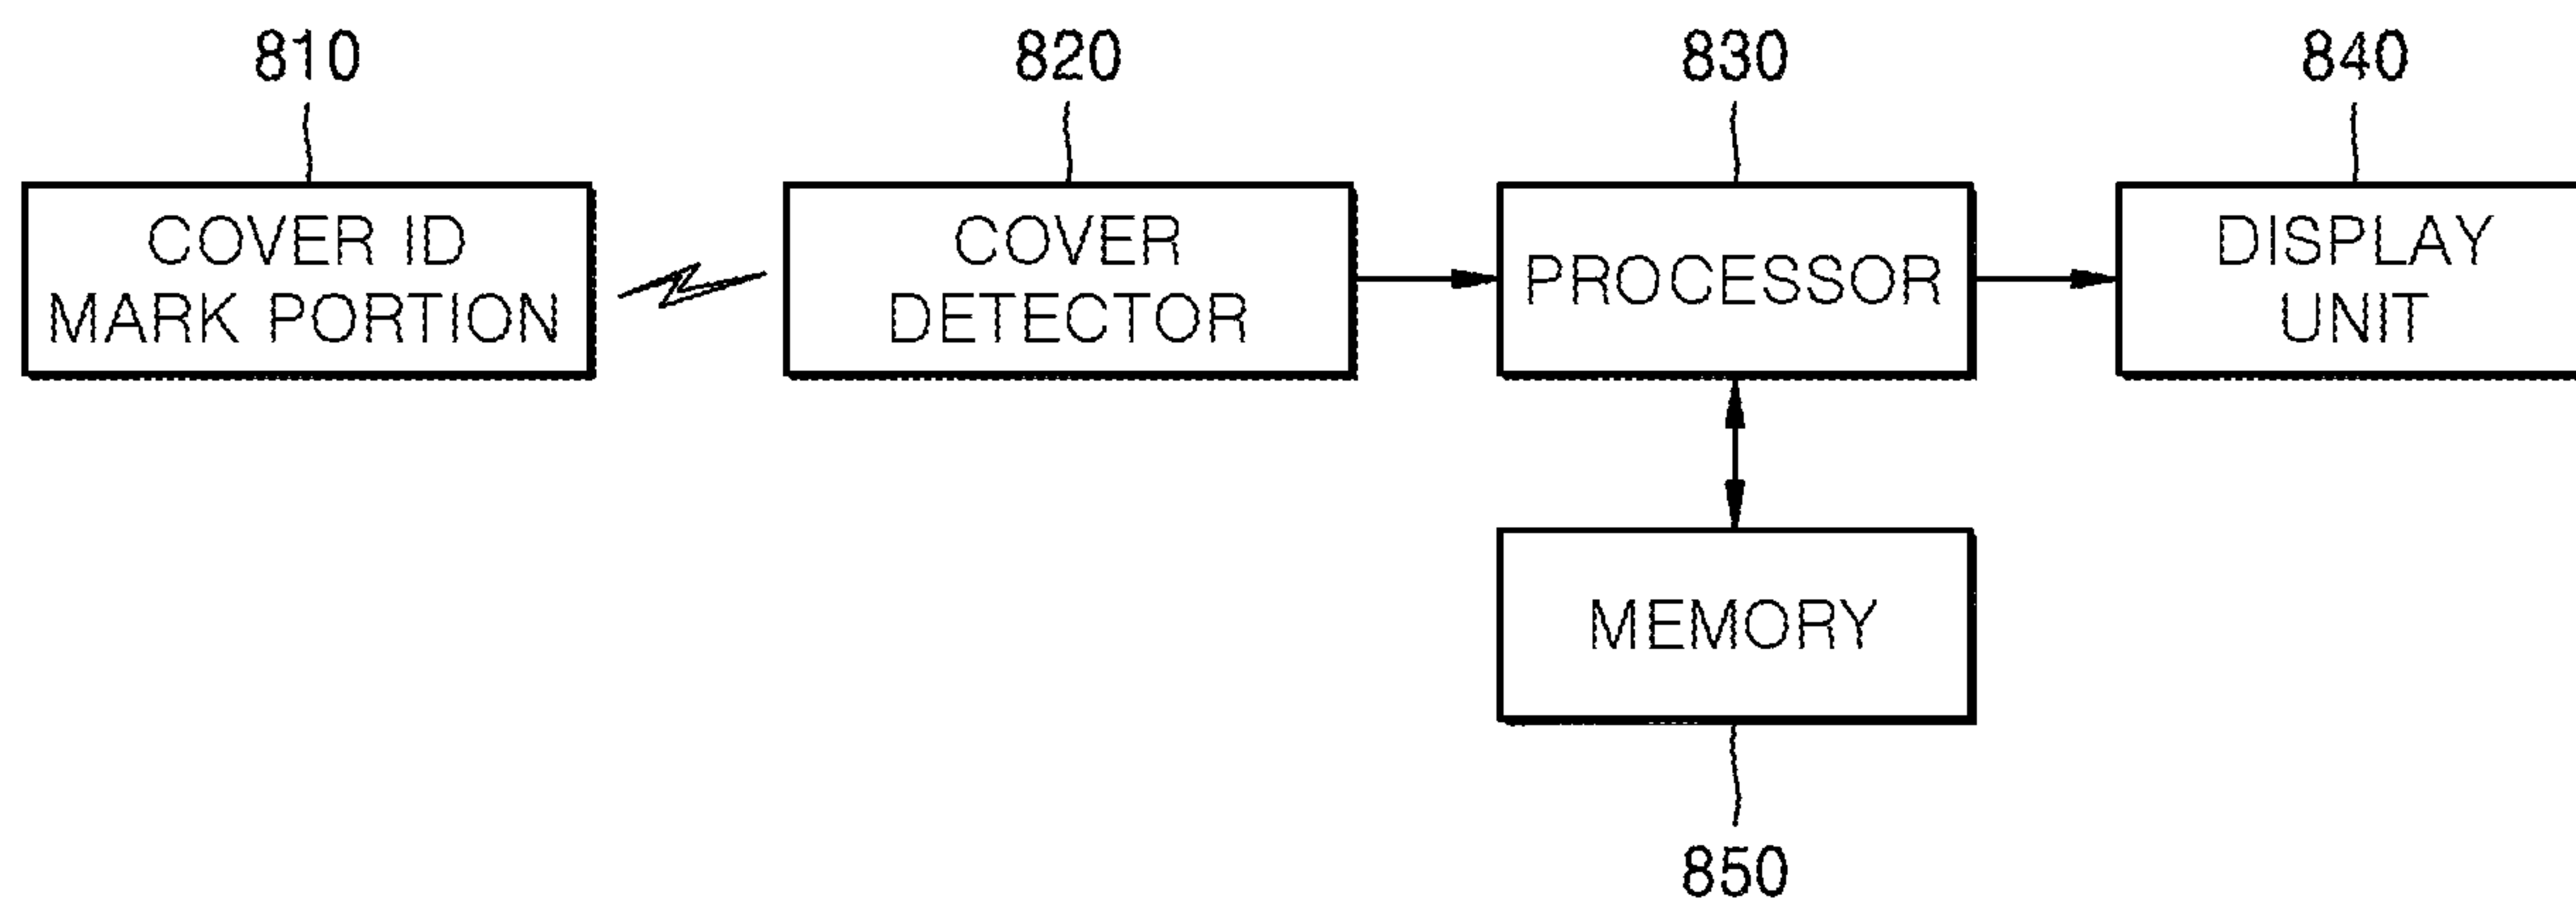 810
820
830
840
COVER ID
MARK PORTION
COVER
DETECTOR
PROCESSOR
DISPLAY
UNIT
MEMORY
850